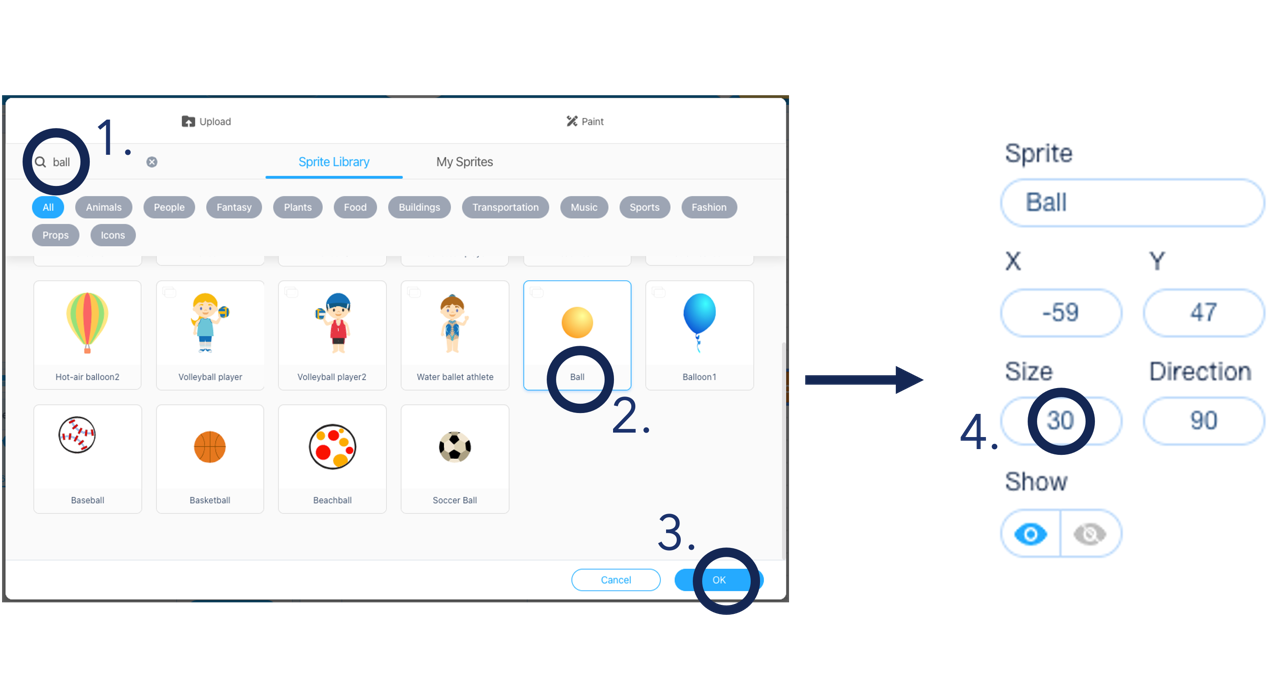 Upload
Paint
1.
ball
Sprite Library
My Sprites
All
Animals
People
Fantasy
Plants
Food
Buildings
Transportation
Music
Sports
Fashion
Props
Icons
Hot-air balloon2
Volleyball player
Volleyball player2
Water ballet athlete
Ball
Balloon1
2.
Baseball
Basketball
Beachball
Soccer Ball
3.
Cancel
OK
Sprite
Ball
X
Y
-59
47
Size
Direction
4.
30
90
Show